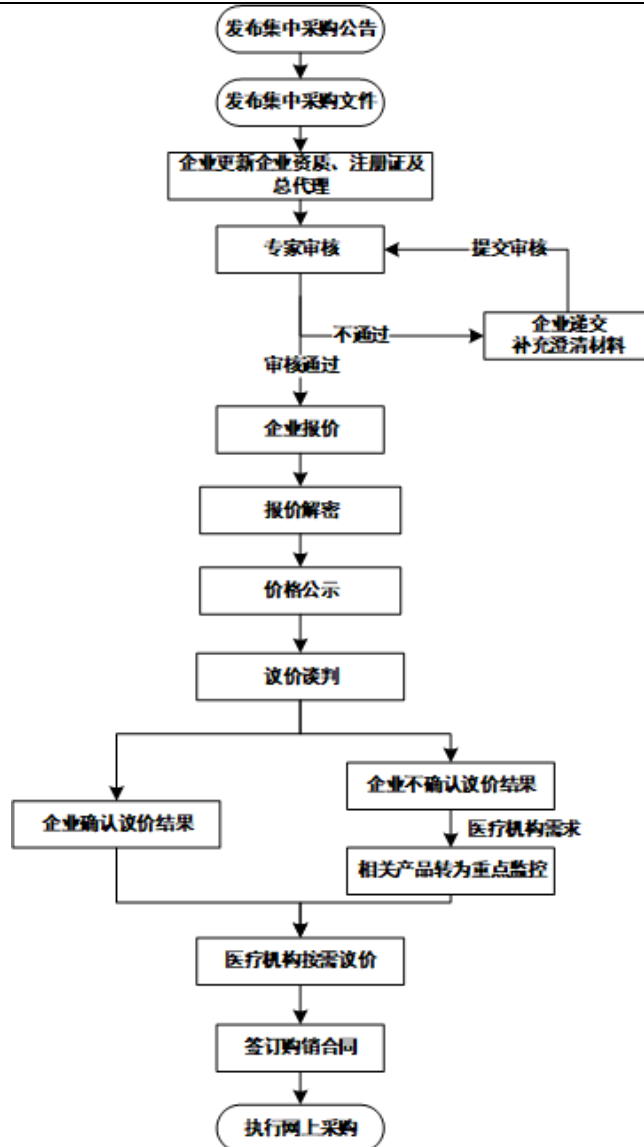 发布集中采购公告
发布集中采购文件
企业更新企业资质、注册证及
总代理
专家审核
提交审核
不通过
企业递交
补充澄清材料
审核通过
企业报价
报价解密
价格公示
议价谈判
企业不确认议价结果
企业确认议价结果
医疗机构需求
相关产品转为重点监控
医疗机构按需议价
签订购销合同
执行网上采购